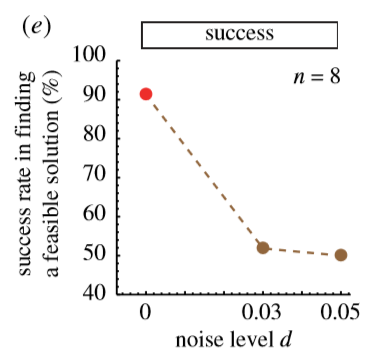 (e)
success
n = 8
success rate in finding
a feasible solution (%)
100
90
80
70
60
50
40
0
0.03
0.05
noise level d